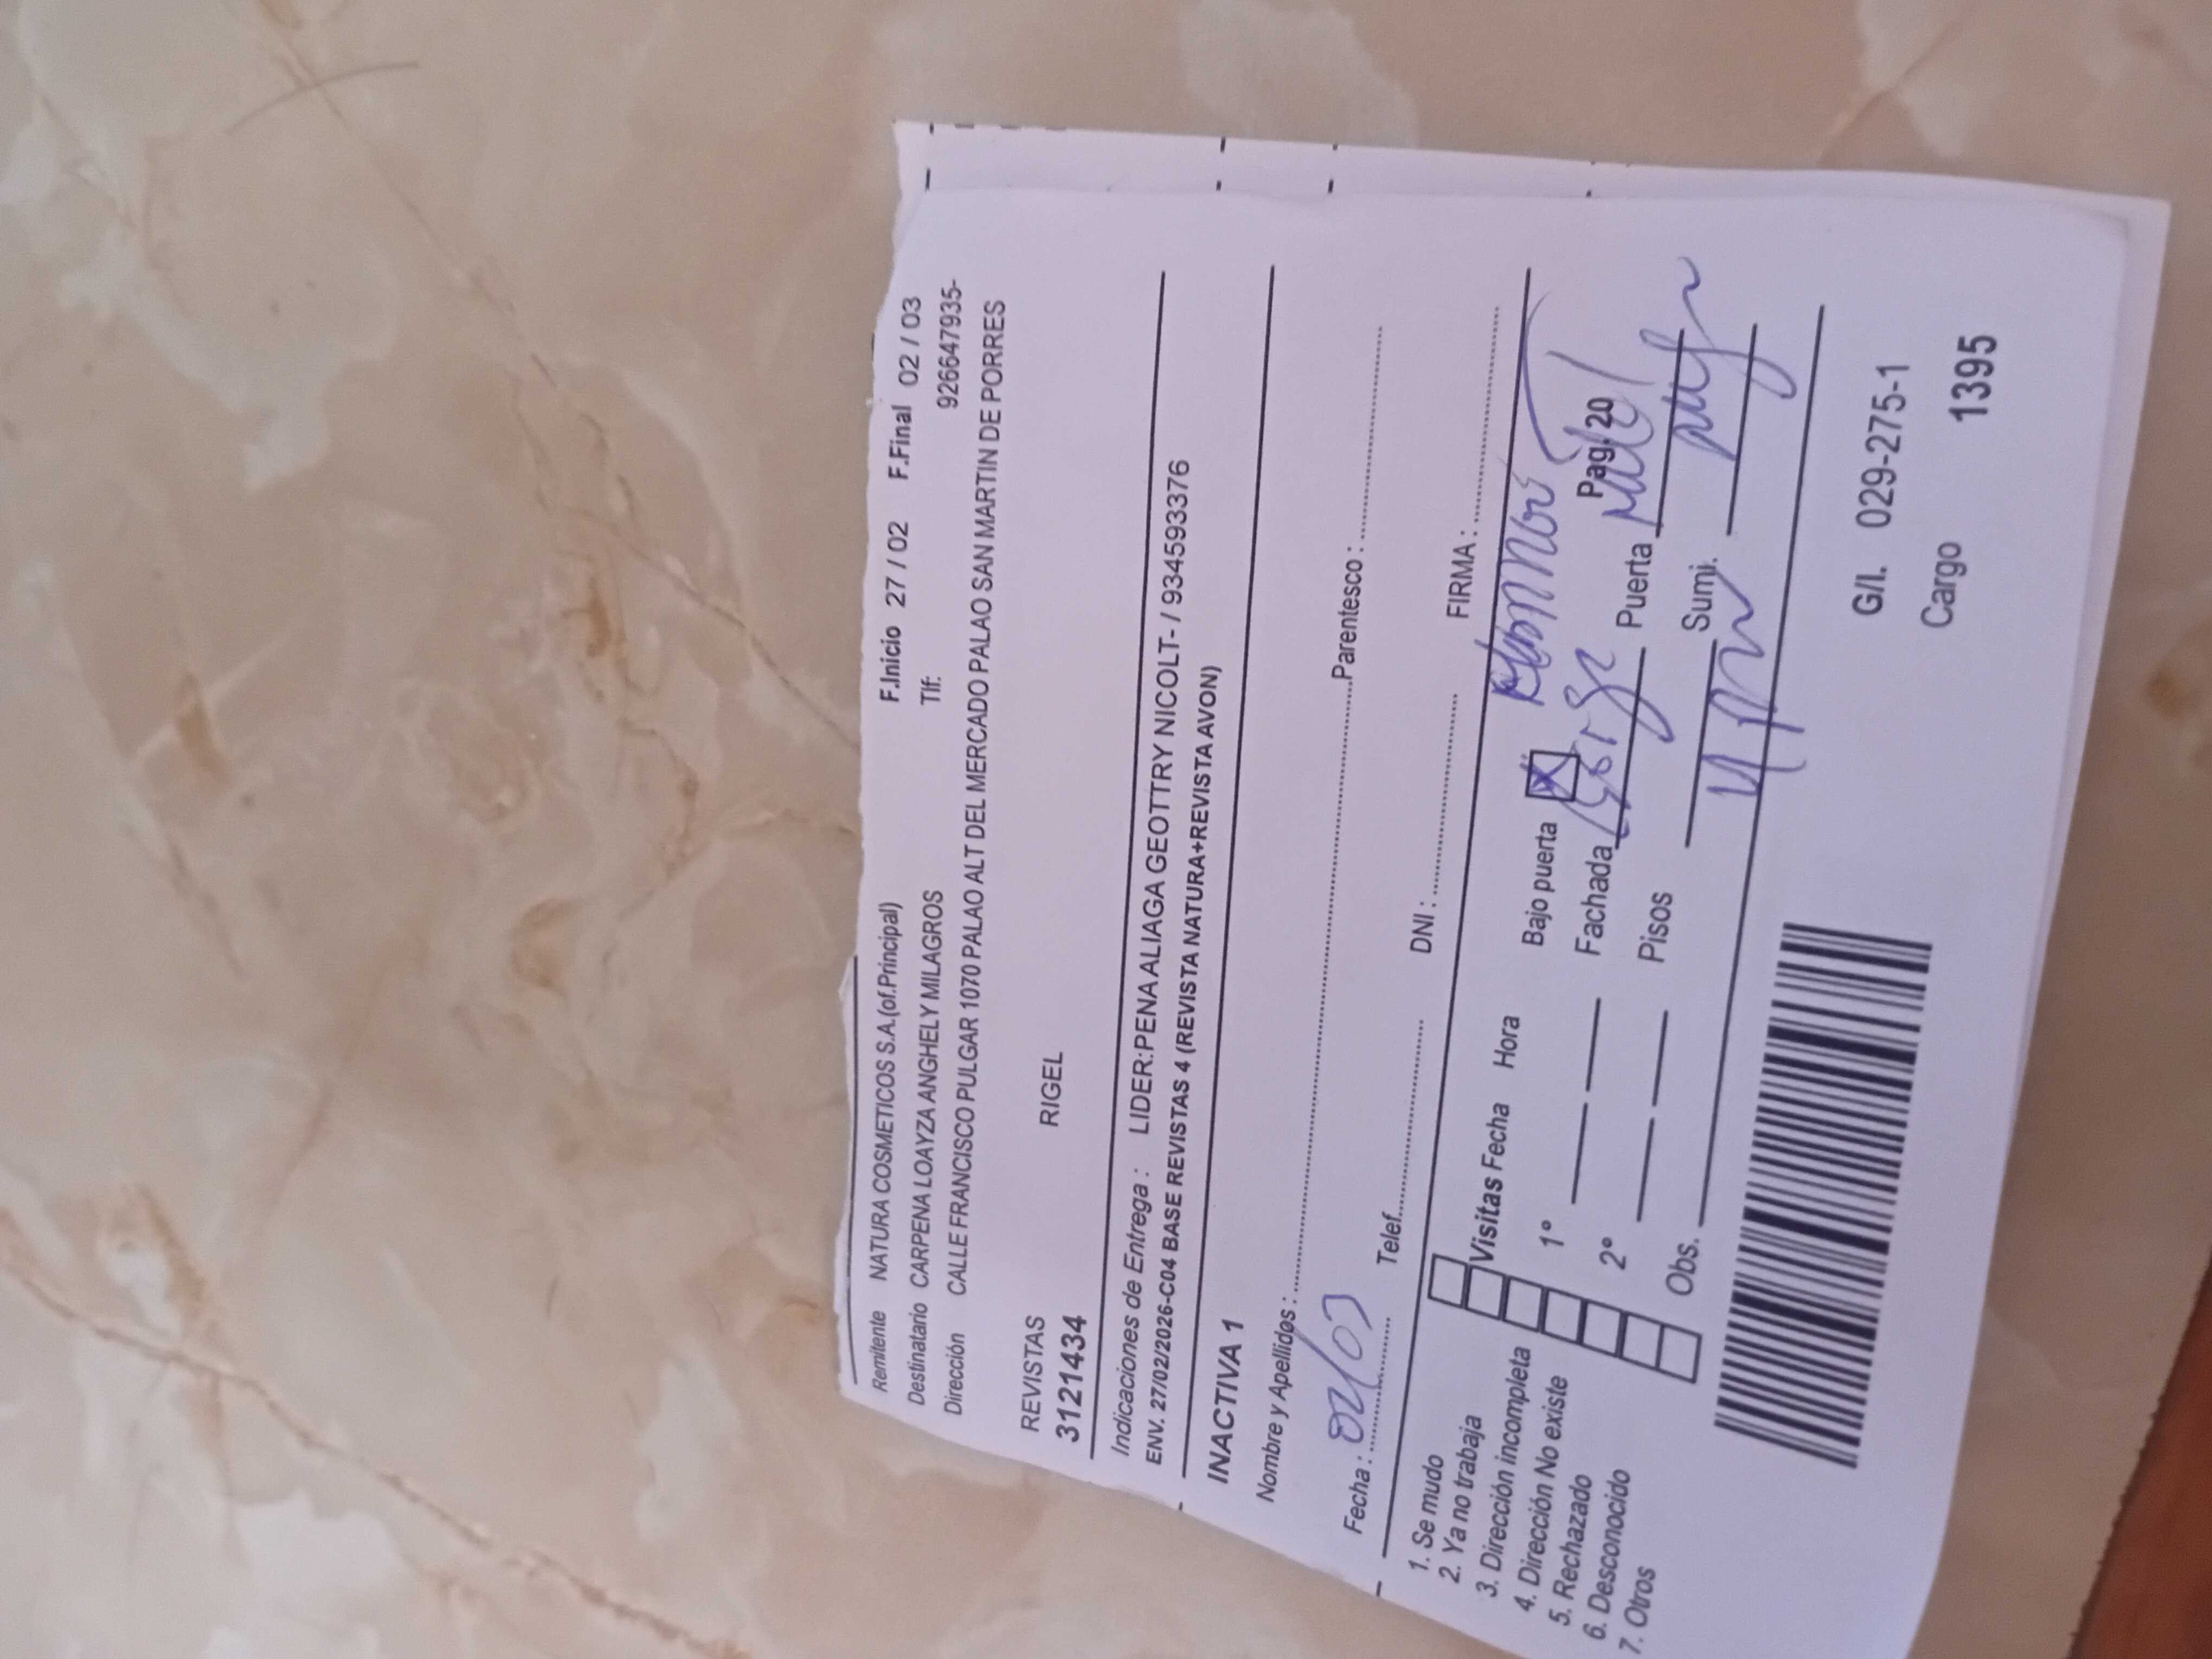 Remitente NATURA COSMETICOS S.A.(of.Principal) F.Inicio 27 / 02 F.Final 02 / 03
Destinatario CARPENA LOAYZA ANGHELY MILAGROS Tlf: 926647935-
Dirección CALLE FRANCISCO PULGAR 1070 PALAO ALT DEL MERCADO PALAO SAN MARTIN DE PORRES
REVISTAS
3121434 RIGEL
Indicaciones de Entrega : LIDER:PENA ALIAGA GEOTTRY NICOLT- / 934593376
ENV. 27/02/2026-C04 BASE REVISTAS 4 (REVISTA NATURA+REVISTA AVON)
INACTIVA 1
Nombre y Apellidos : Parentesco :
Fecha : 02/03 Telef. DNI : FIRMA :
1. Se mudo
2. Ya no trabaja
3. Dirección incompleta
4. Dirección No existe
5. Rechazado
6. Desconocido
7. Otros
Visitas Fecha Hora
1º
2º
Obs.
Bajo puerta X
Pag. 20
Fachada Puerta
Pisos Sumi.
G/I. 029-275-1
Cargo 1395